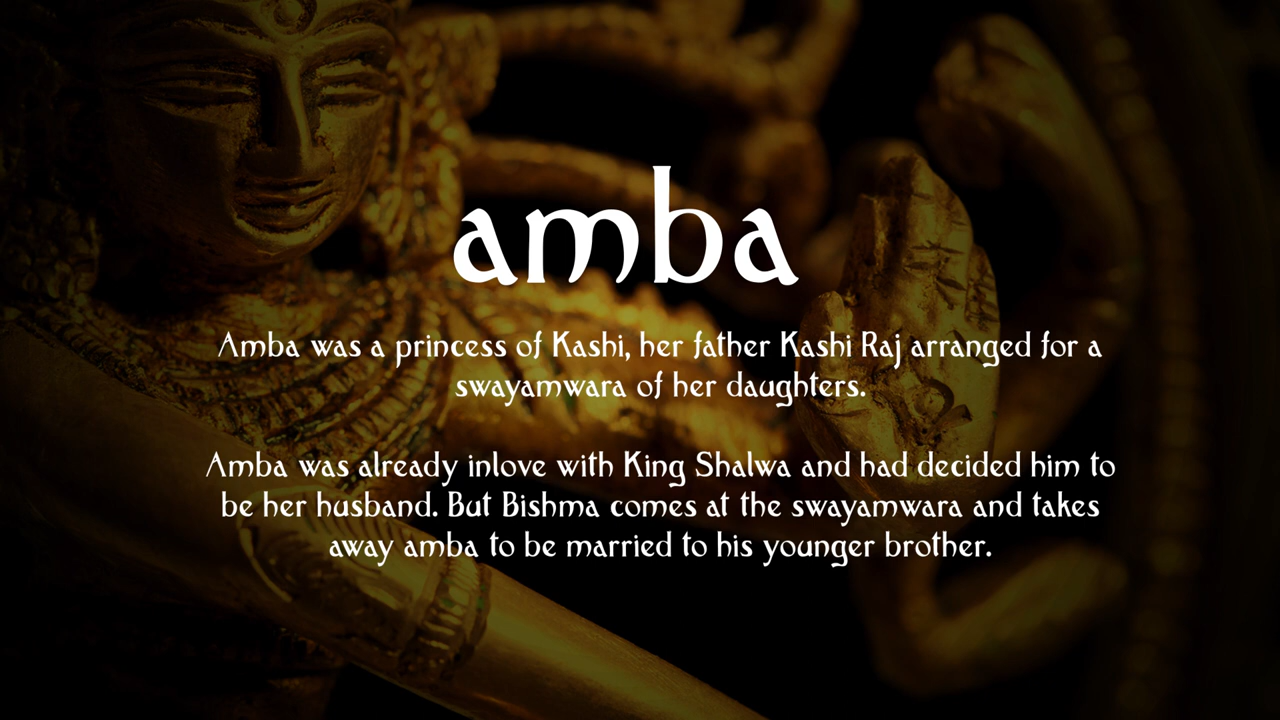 amba
Amba was a princess of Kashi, her father Kashi Raj arranged for a
swayamwara of her daughters.
Amba was already inlove with King Shalwa and had decided him to
be her husband. But Bishma comes at the swayamwara and takes
away amba to be married to his younger brother.